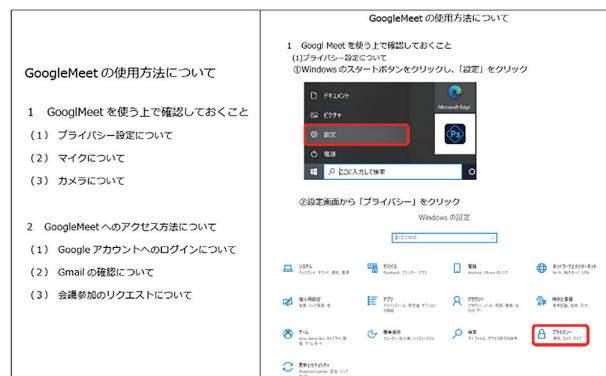 GoogleMeet の使用方法について
1 GooglMeet を使う上で確認しておくこと
(1) プライバシー設定について
(2) マイクについて
(3) カメラについて
2 GoogleMeet へのアクセス方法について
(1) Google アカウントへのログインについて
(2) Gmail の確認について
(3) 会議参加のリクエストについて
GoogleMeet の使用方法について
1 Googl Meet を使う上で確認しておくこと
(1)プライバシー設定について
①Windows のスタートボタンをクリックし、「設定」をクリック
ドキュメント
ピクチャ
Microsoft Edge
設定
Ps
電源
ここに入力して検索
②設定画面から「プライバシー」をクリック
Windows の設定
設定の検索
システム
デバイス
電話
ネットワークとインターネット
個人用設定
アプリ
アカウント
時刻と言語
ゲーム
簡単操作
検索
プライバシー
更新とセキュリティ